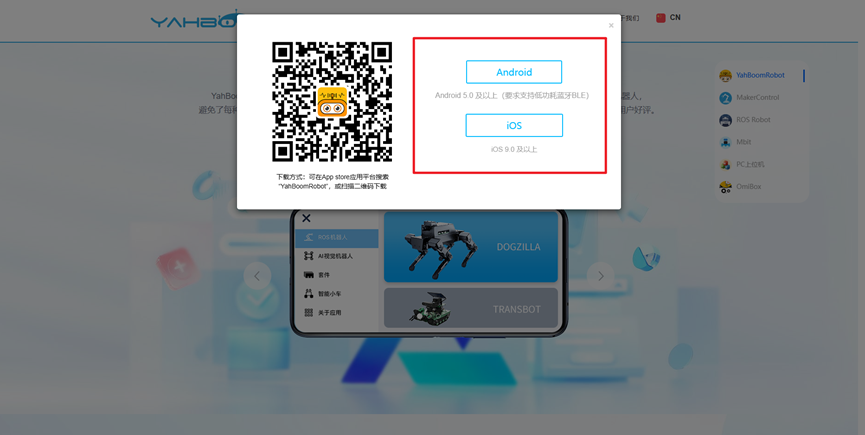 YAHBO
于我们
CN
Android
Android 5.0 及以上（要求支持低功耗蓝牙BLE）
iOS
iOS 9.0 及以上
下载方式：可在App store应用平台搜索
"YahBoomRobot"，或扫描二维码下载
YahBoomRobot
MakerControl
ROS Robot
Mbit
PC上位机
OmiBox
YahBo
器人，
避免了每
用户好评。
ROS机器人
AI视觉机器人
套件
智能小车
关于应用
DOGZILLA
TRANSBOT